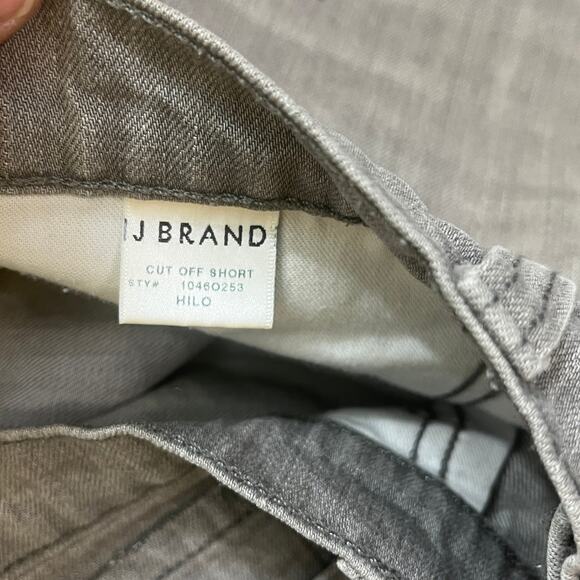 J BRAND
CUT OFF SHORT
STY# 1046O253
HILO